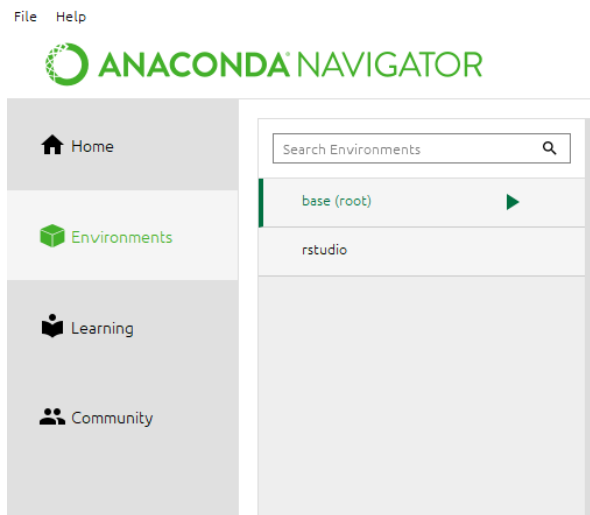 File Help
ANACONDA NAVIGATOR
Home
Search Environments
base (root)
Environments
rstudio
Learning
Community